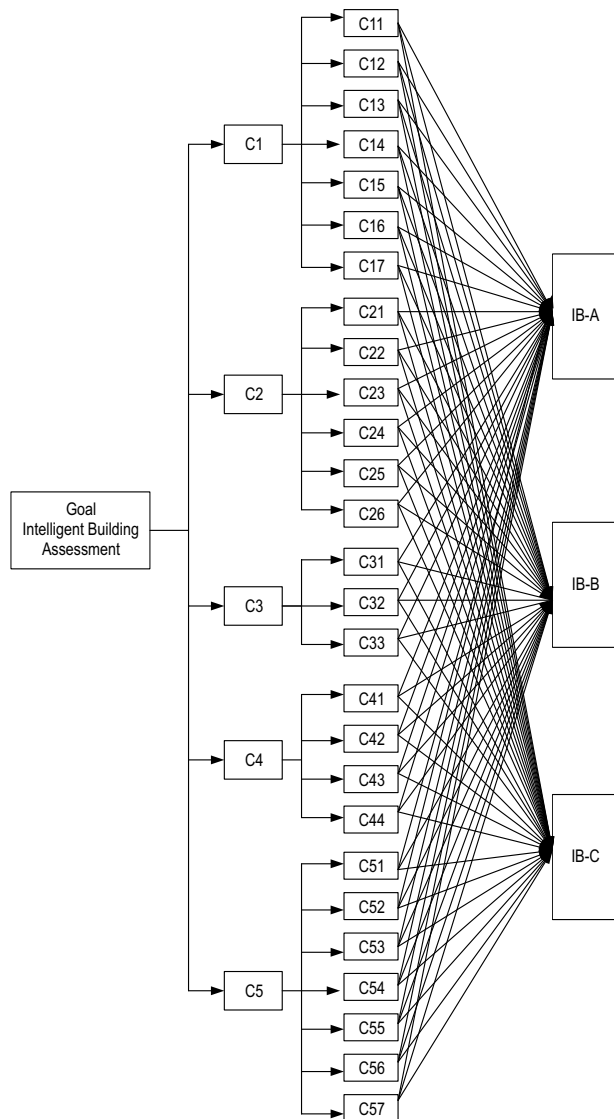 Goal
Intelligent Building
Assessment
C1
C2
C3
C4
C5
C11
C12
C13
C14
C15
C16
C17
C21
C22
C23
C24
C25
C26
C31
C32
C33
C41
C42
C43
C44
C51
C52
C53
C54
C55
C56
C57
IB-A
IB-B
IB-C